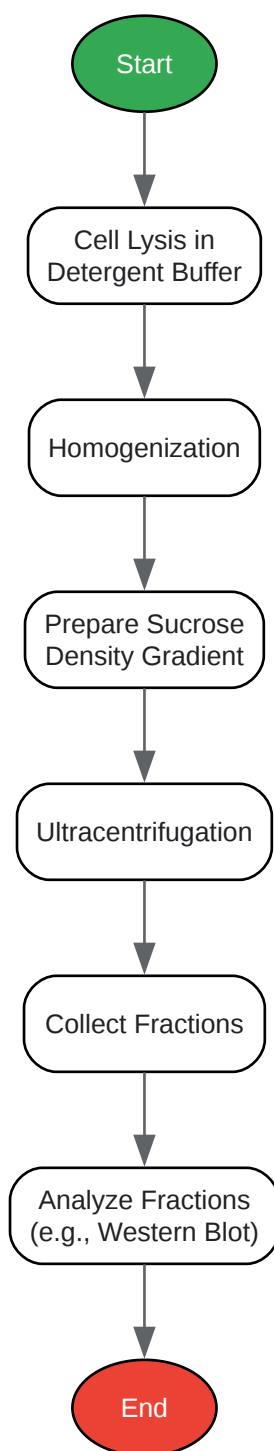 Start
Cell Lysis in
Detergent Buffer
Homogenization
Prepare Sucrose
Density Gradient
Ultracentrifugation
Collect Fractions
Analyze Fractions
(e.g., Western Blot)
End